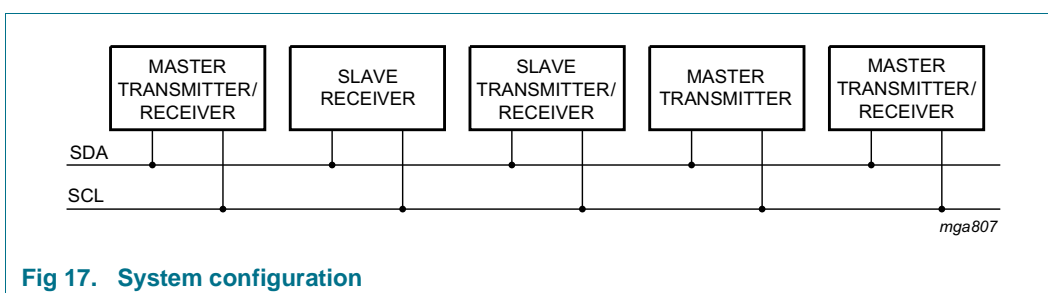 MASTER
TRANSMITTER/
RECEIVER
SLAVE
RECEIVER
SLAVE
TRANSMITTER/
RECEIVER
MASTER
TRANSMITTER
MASTER
TRANSMITTER/
RECEIVER
SDA
SCL
mga807
Fig 17. System configuration